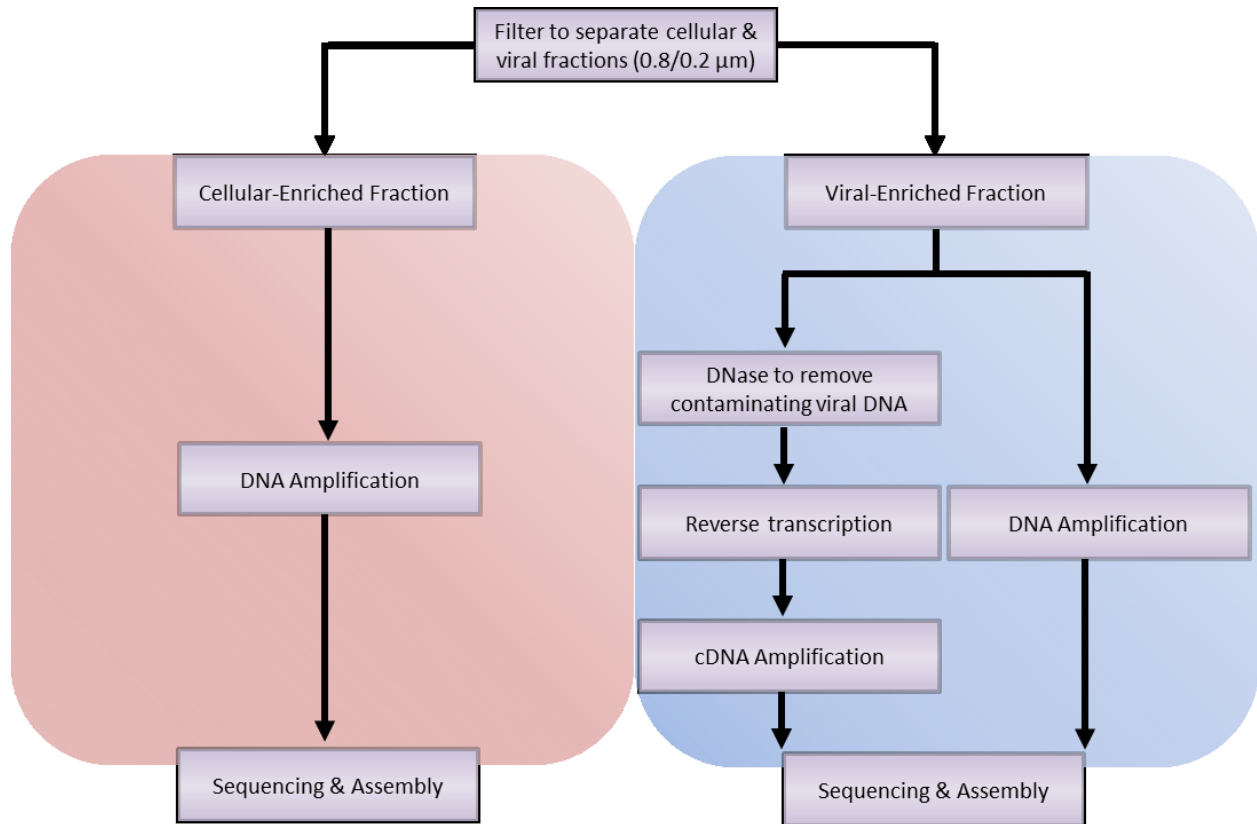 Filter to separate cellular &
viral fractions (0.8/0.2 µm)
Cellular-Enriched Fraction
DNA Amplification
Sequencing & Assembly
Viral-Enriched Fraction
DNase to remove
contaminating viral DNA
Reverse transcription
cDNA Amplification
DNA Amplification
Sequencing & Assembly